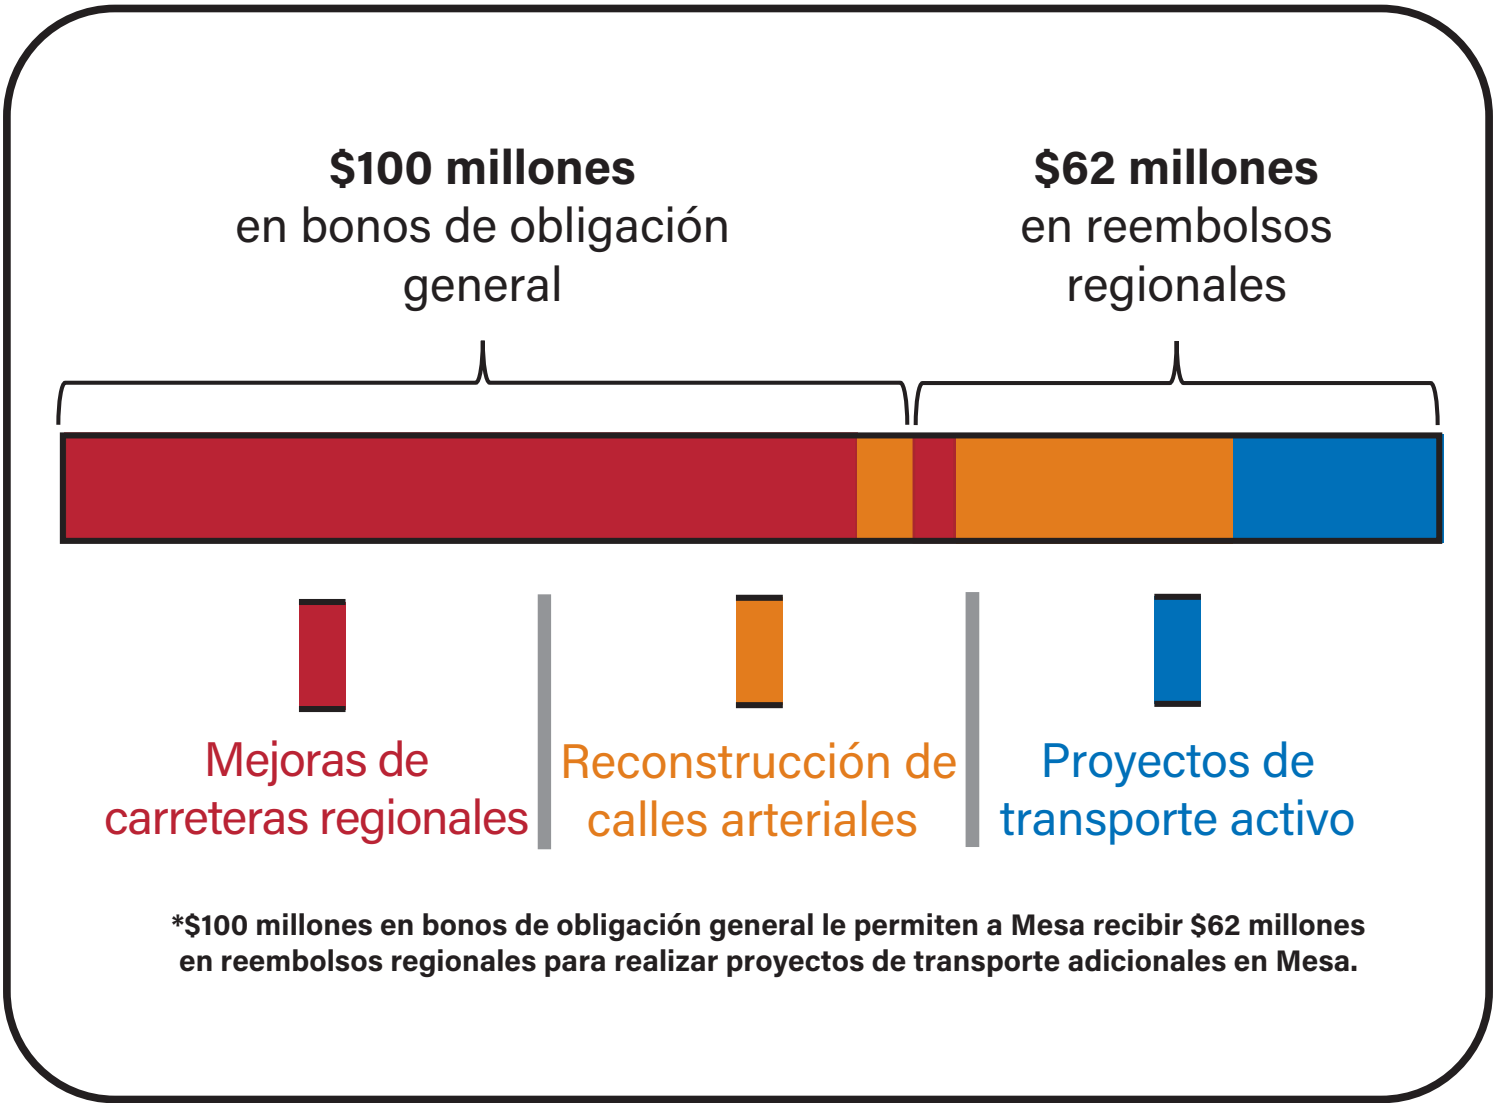 $100 millones
en bonos de obligación
general
$62 millones
en reembolsos
regionales
Mejoras de
carreteras regionales
Reconstrucción de
calles arteriales
Proyectos de
transporte activo
*$100 millones en bonos de obligación general le permiten a Mesa recibir $62 millones
en reembolsos regionales para realizar proyectos de transporte adicionales en Mesa.